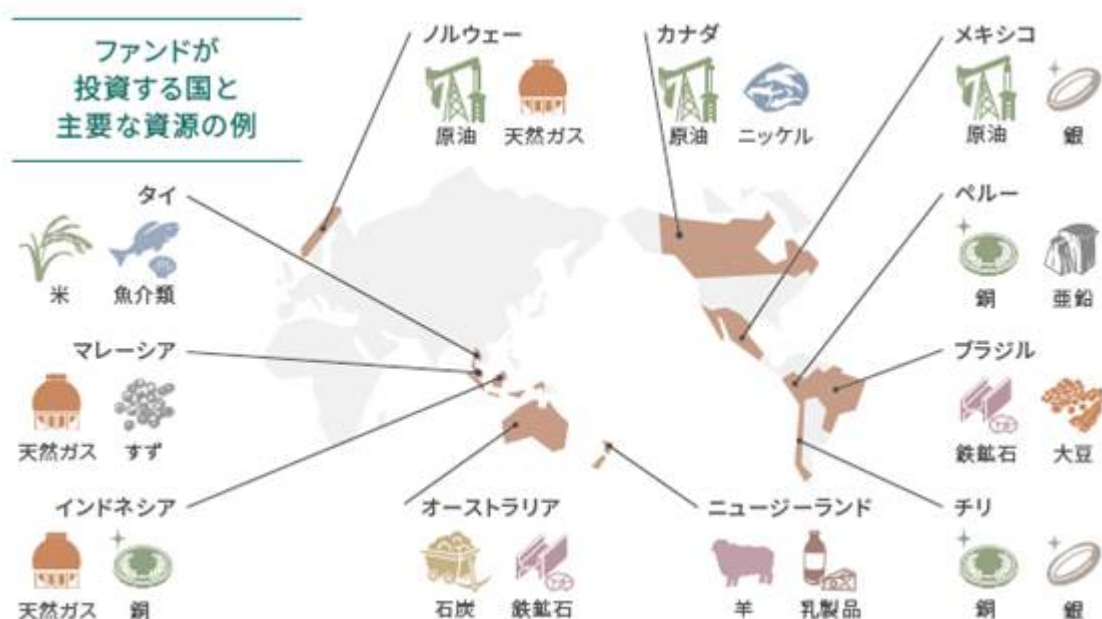 ファンドが
投資する国と
主要な資源の例
ノルウェー
原油 天然ガス
カナダ
原油 ニッケル
メキシコ
原油 銀
タイ
米 魚介類
ペルー
銅 亜鉛
マレーシア
天然ガス すず
ブラジル
鉄鉱石 大豆
インドネシア
天然ガス 銅
オーストラリア
石炭 鉄鉱石
ニュージーランド
羊 乳製品
チリ
銅 銀